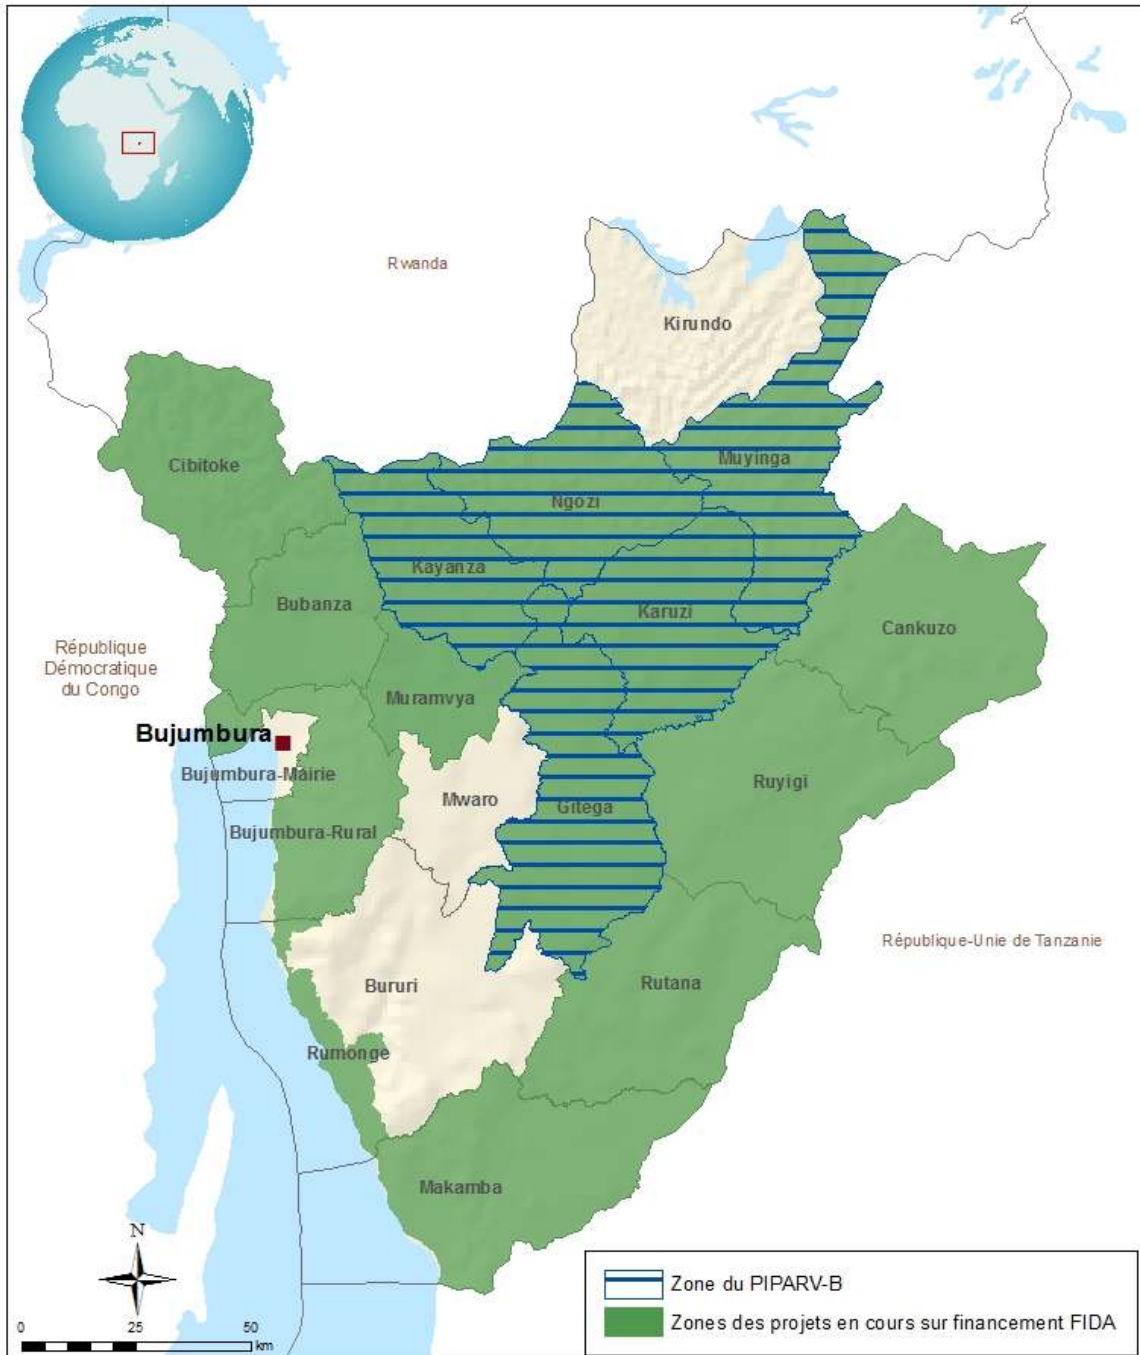 Rwanda
Kirundo
Cibitoke
Muyinga
Ngozi
Kayanza
Bubanza
Karuzi
Cankuzo
République
Démocratique
du Congo
Muramvya
Bujumbura
Bujumbura-Mairie
Mwaro
Ruyigi
Gitega
Bujumbura-Rural
République-Unie de Tanzanie
Bururi
Rutana
Rumonge
Makamba
N
Zone du PIPARV-B
Zones des projets en cours sur financement FIDA
0 25 50
km